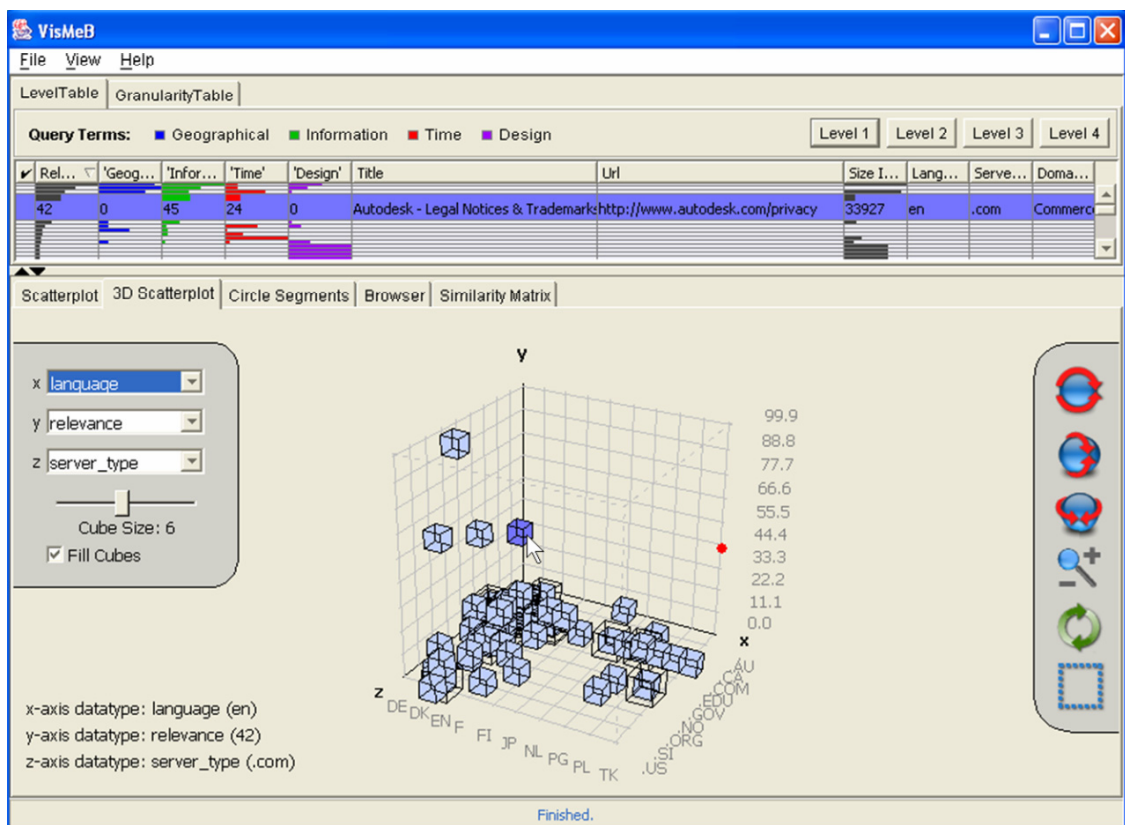 VisMeB
File View Help
LevelTable GranularityTable
Query Terms: Geographical Information Time Design Level 1 Level 2 Level 3 Level 4
Rel... 'Geog... 'Infor... 'Time' 'Design' Title Url Size I... Lang... Serve... Doma...
42 0 45 24 0 Autodesk - Legal Notices & Trademarks http://www.autodesk.com/privacy 33927 en .com Commerc
Scatterplot 3D Scatterplot Circle Segments Browser Similarity Matrix
y
x language
y relevance
z server_type
Cube Size: 6
Fill Cubes
99.9
88.8
77.7
66.6
55.5
44.4
33.3
22.2
11.1
0.0
x
z
DE DK EN F FI JP NL PG PL TK
.AU
.CA
.COM
.EDU
.GOV
.NO
.ORG
.SI
.US
x-axis datatype: language (en)
y-axis datatype: relevance (42)
z-axis datatype: server_type (.com)
Finished.